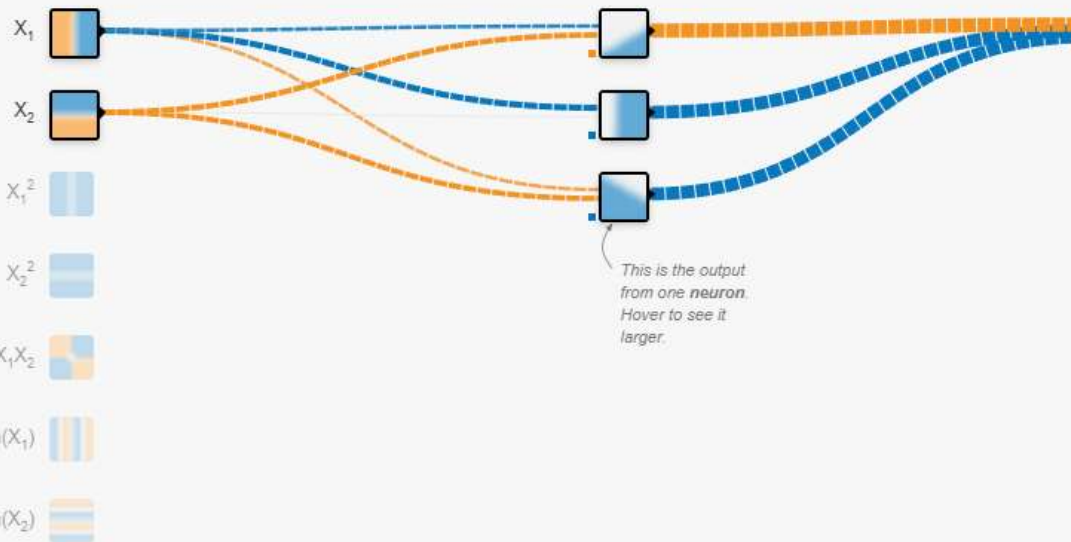 X₁
X₂
X₁²
X₂²
X₁X₂
(X₁)
(X₂)
This is the output
from one neuron.
Hover to see it
larger.